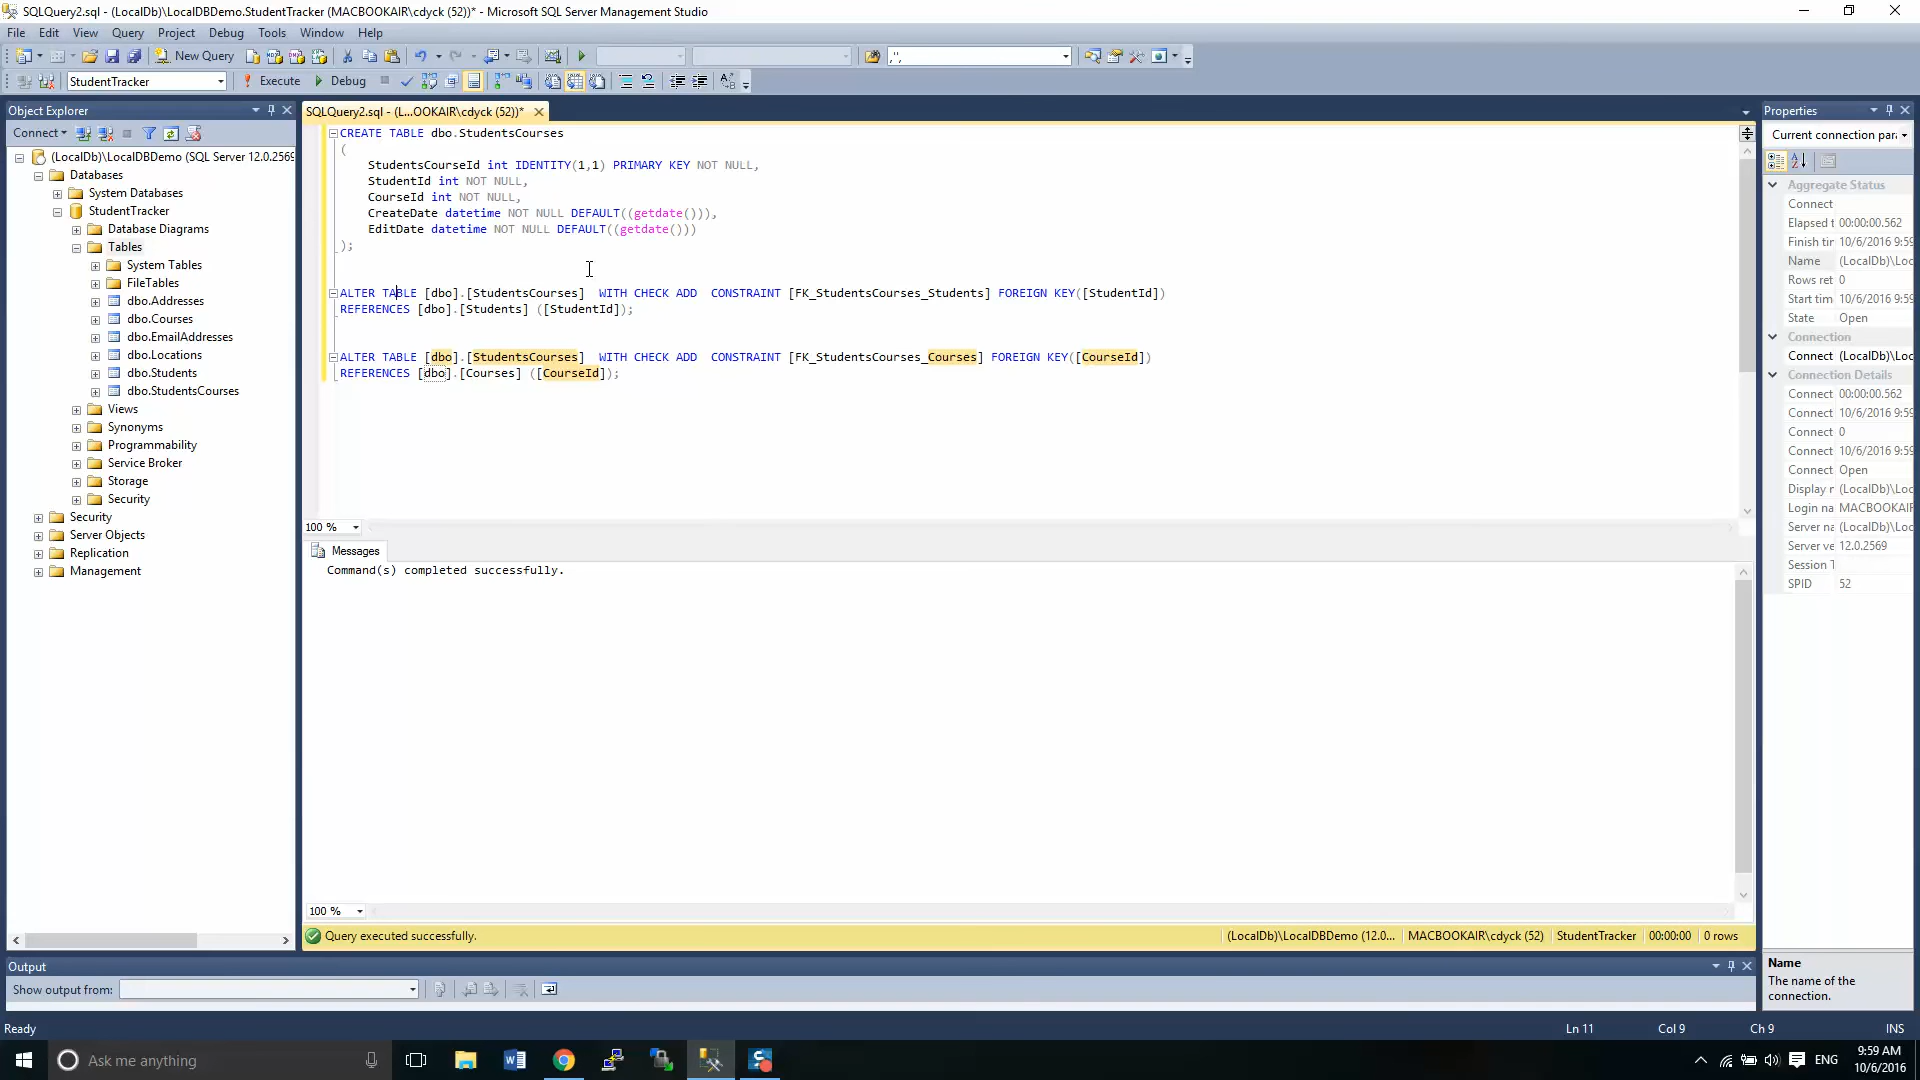 SQLQuery2.sql - (LocalDb)\LocalDBDemo.StudentTracker (MACBOOKAIR\cdyck (52))* - Microsoft SQL Server Management Studio
File Edit View Query Project Debug Tools Window Help
New Query , ;
StudentTracker Execute Debug
Object Explorer
Connect
(LocalDb)\LocalDBDemo (SQL Server 12.0.2569
Databases
System Databases
StudentTracker
Database Diagrams
Tables
System Tables
FileTables
dbo.Addresses
dbo.Courses
dbo.EmailAddresses
dbo.Locations
dbo.Students
dbo.StudentsCourses
Views
Synonyms
Programmability
Service Broker
Storage
Security
Security
Server Objects
Replication
Management
SQLQuery2.sql - (L...OOKAIR\cdyck (52))*
CREATE TABLE dbo.StudentsCourses
(
StudentsCourseId int IDENTITY(1,1) PRIMARY KEY NOT NULL,
StudentId int NOT NULL,
CourseId int NOT NULL,
CreateDate datetime NOT NULL DEFAULT((getdate())),
EditDate datetime NOT NULL DEFAULT((getdate()))
);
ALTER TABLE [dbo].[StudentsCourses] WITH CHECK ADD CONSTRAINT [FK_StudentsCourses_Students] FOREIGN KEY([StudentId])
REFERENCES [dbo].[Students] ([StudentId]);
ALTER TABLE [dbo].[StudentsCourses] WITH CHECK ADD CONSTRAINT [FK_StudentsCourses_Courses] FOREIGN KEY([CourseId])
REFERENCES [dbo].[Courses] ([CourseId]);
100 %
Messages
Command(s) completed successfully.
100 %
Query executed successfully. (LocalDb)\LocalDBDemo (12.0... MACBOOKAIR\cdyck (52) StudentTracker 00:00:00 0 rows
Properties
Current connection para
Aggregate Status
Connect
Elapsed t 00:00:00.562
Finish tir 10/6/2016 9:59
Name (LocalDb)\Loc
Rows ret 0
Start tim 10/6/2016 9:59
State Open
Connection
Connect (LocalDb)\Loc
Connection Details
Connect 00:00:00.562
Connect 10/6/2016 9:59
Connect 0
Connect 10/6/2016 9:59
Connect Open
Display r (LocalDb)\Loc
Login na MACBOOKAIR
Server na (LocalDb)\Loc
Server ve 12.0.2569
Session T
SPID 52
Name
The name of the
connection.
Output
Show output from:
Ready Ln 11 Col 9 Ch 9 INS
Ask me anything
ENG 9:59 AM
10/6/2016